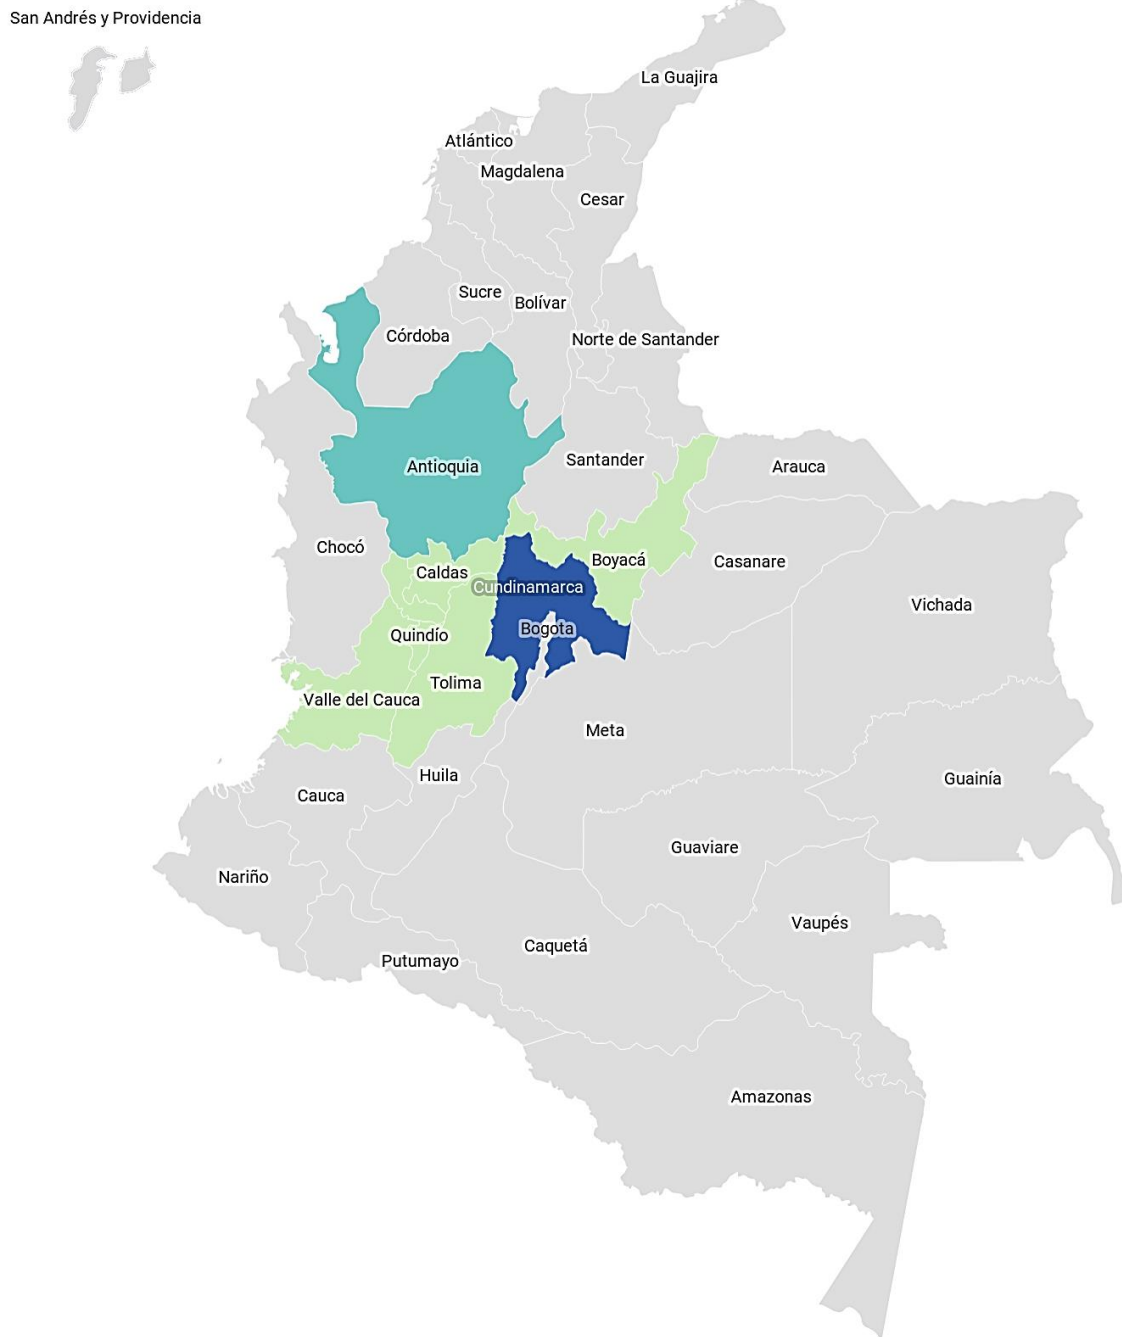 San Andrés y Providencia
La Guajira
Atlántico
Magdalena
Cesar
Sucre
Bolívar
Córdoba
Norte de Santander
Santander
Antioquia
Arauca
Chocó
Boyacá
Casanare
Caldas
Cundinamarca
Vichada
Bogota
Quindío
Tolima
Valle del Cauca
Meta
Huila
Guainía
Cauca
Guaviare
Nariño
Vaupés
Caquetá
Putumayo
Amazonas